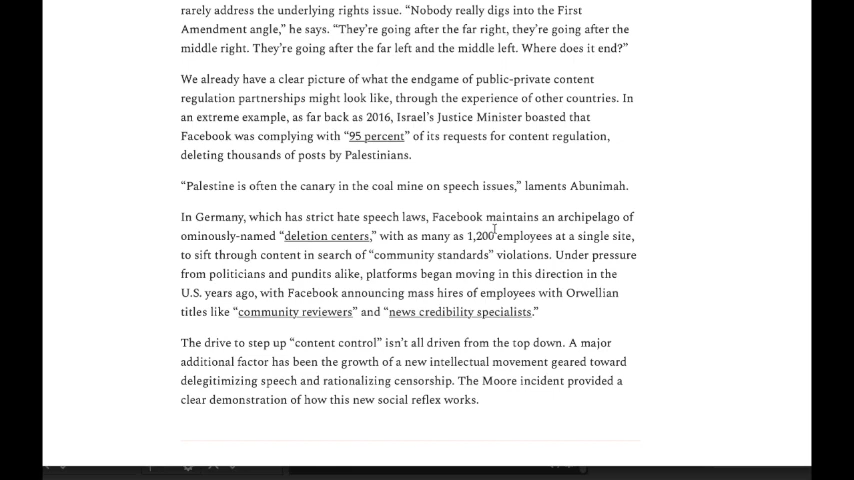 rarely address the underlying rights issue. “Nobody really digs into the First
Amendment angle,” he says. “They’re going after the far right, they’re going after the
middle right. They’re going after the far left and the middle left. Where does it end?”
We already have a clear picture of what the endgame of public-private content
regulation partnerships might look like, through the experience of other countries. In
an extreme example, as far back as 2016, Israel’s Justice Minister boasted that
Facebook was complying with “95 percent” of its requests for content regulation,
deleting thousands of posts by Palestinians.
“Palestine is often the canary in the coal mine on speech issues,” laments Abunimah.
In Germany, which has strict hate speech laws, Facebook maintains an archipelago of
ominously-named “deletion centers,” with as many as 1,200 employees at a single site,
to sift through content in search of “community standards” violations. Under pressure
from politicians and pundits alike, platforms began moving in this direction in the
U.S. years ago, with Facebook announcing mass hires of employees with Orwellian
titles like “community reviewers” and “news credibility specialists.”
The drive to step up “content control” isn’t all driven from the top down. A major
additional factor has been the growth of a new intellectual movement geared toward
delegitimizing speech and rationalizing censorship. The Moore incident provided a
clear demonstration of how this new social reflex works.